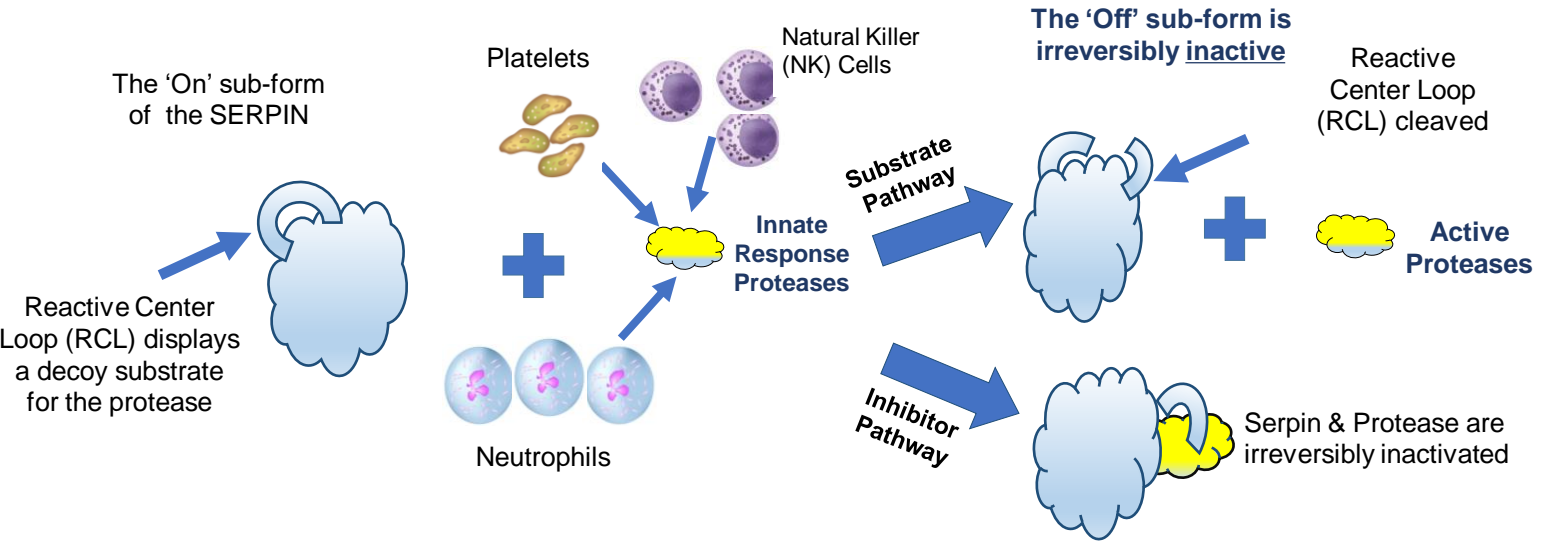 The ‘On’ sub-form
of the SERPIN
Reactive Center
Loop (RCL) displays
a decoy substrate
for the protease
Platelets
Natural Killer
(NK) Cells
Innate
Response
Proteases
Neutrophils
Substrate
Pathway
Inhibitor
Pathway
The ‘Off’ sub-form is
irreversibly inactive
Reactive
Center Loop
(RCL) cleaved
Active
Proteases
Serpin & Protease are
irreversibly inactivated